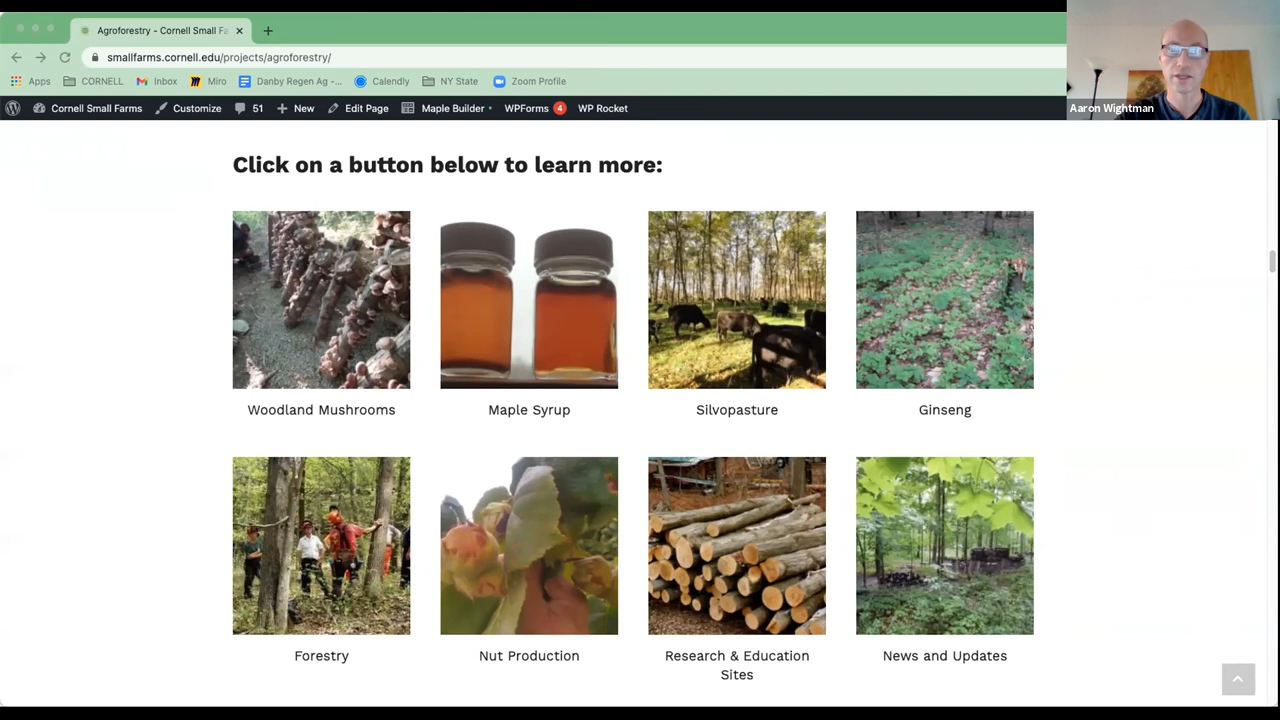 Agroforestry - Cornell Small Fa
smallfarms.cornell.edu/projects/agroforestry/
Apps CORNELL Inbox Miro Danby Regen Ag -... Calendly NY State Zoom Profile
Aaron Wightman
Cornell Small Farms Customize 51 New Edit Page Maple Builder WPForms 4 WP Rocket
Click on a button below to learn more:
Woodland Mushrooms Maple Syrup Silvopasture Ginseng
Forestry Nut Production Research & Education News and Updates
Sites